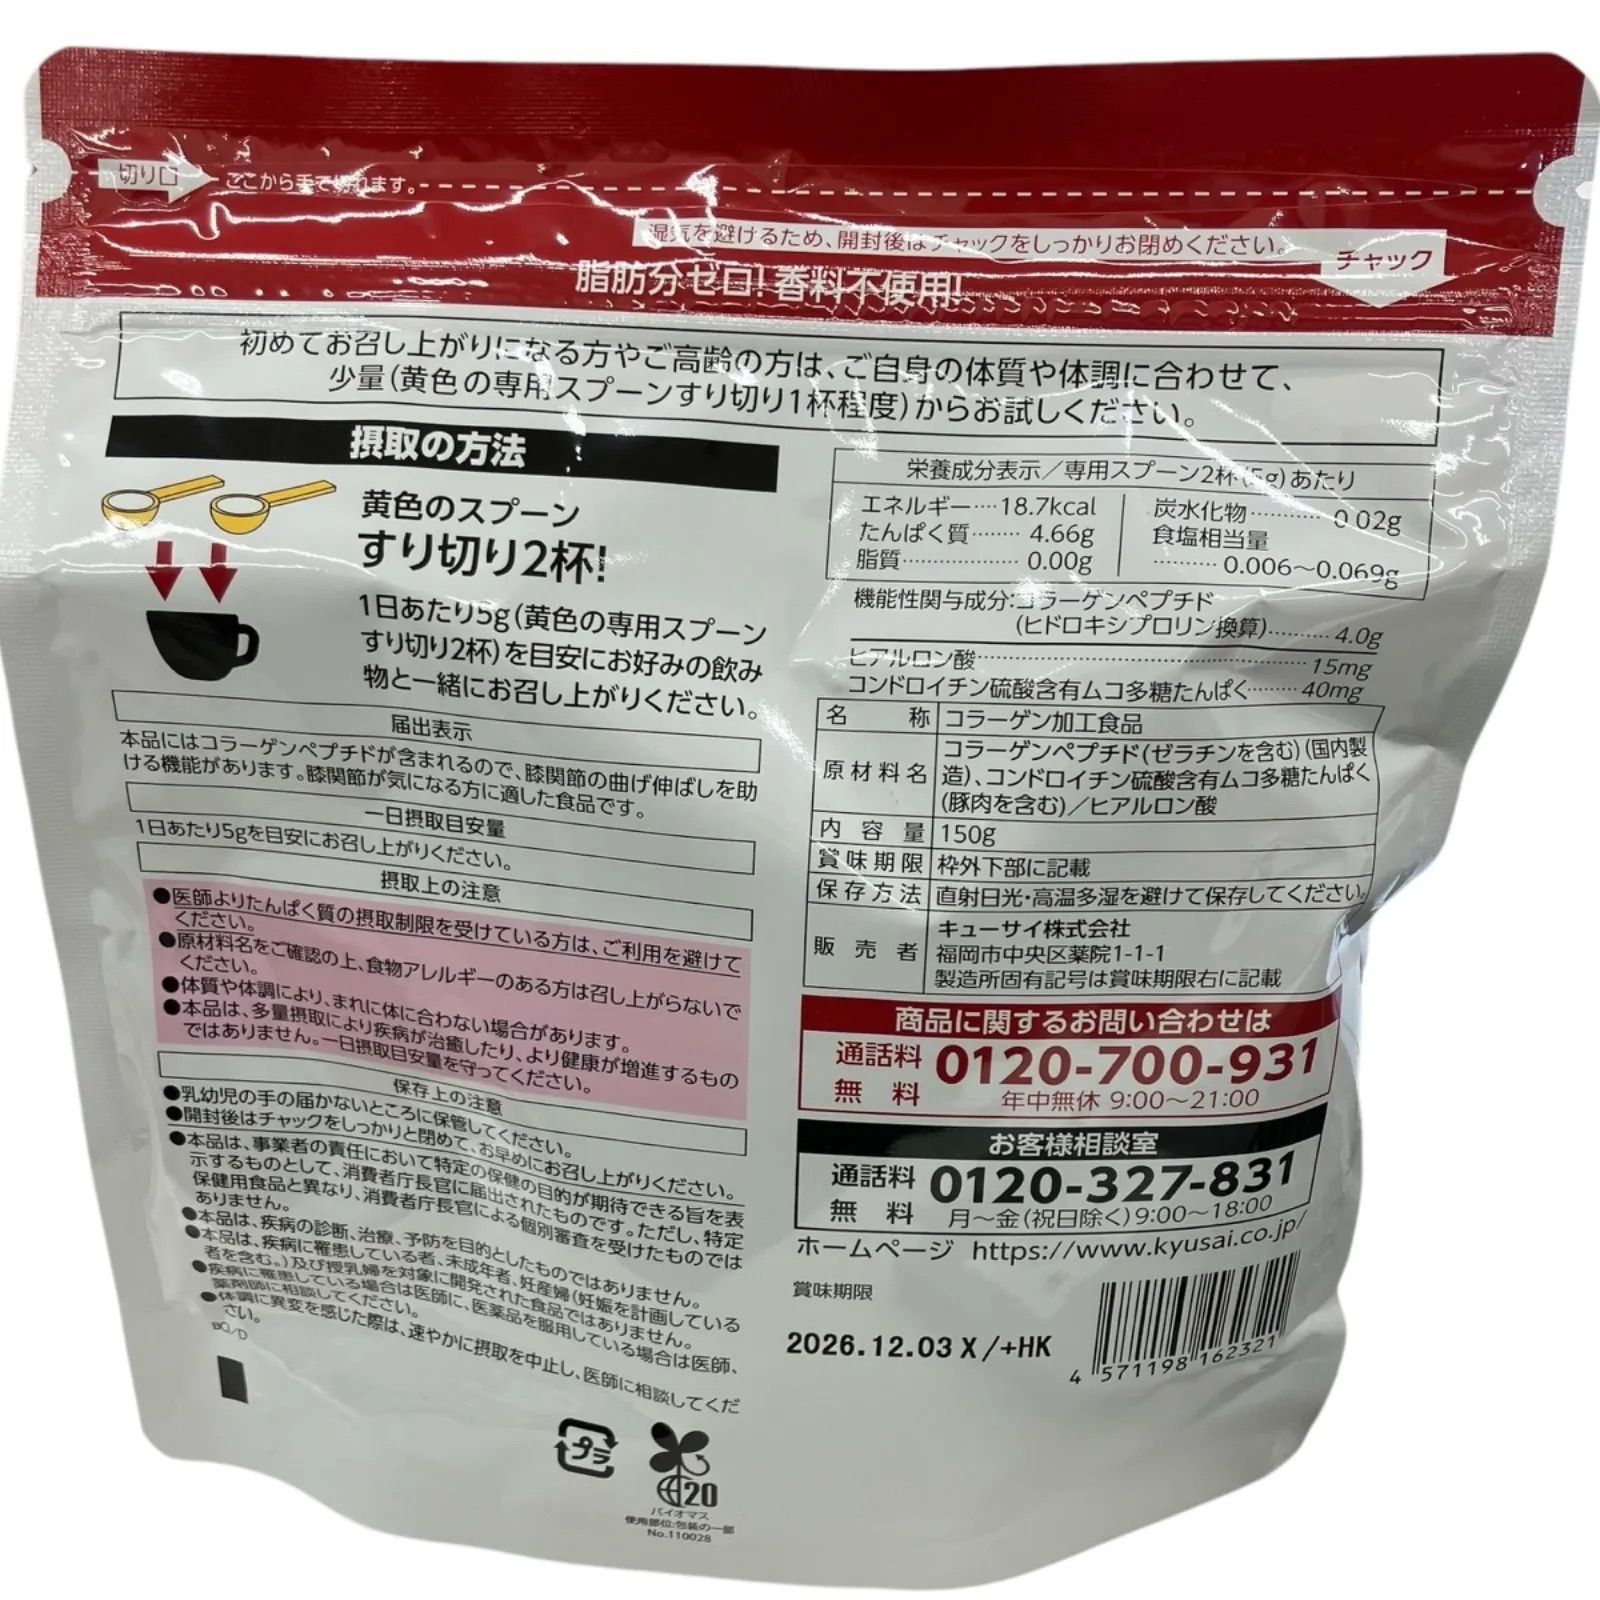 切り口
ここから手で切れます。
湿気を避けるため、開封後はチャックをしっかりお閉めください。
チャック
脂肪分ゼロ!香料不使用!
初めてお召し上がりになる方やご高齢の方は、ご自身の体質や体調に合わせて、
少量(黄色の専用スプーンすり切り1杯程度)からお試しください。
摂取の方法
黄色のスプーン
すり切り2杯!
1日あたり5g(黄色の専用スプーン
すり切り2杯)を目安にお好みの飲み
物と一緒にお召し上がりください。
届出表示
本品にはコラーゲンペプチドが含まれるので、膝関節の曲げ伸ばしを助
ける機能があります。膝関節が気になる方に適した食品です。
一日摂取目安量
1日あたり5gを目安にお召し上がりください。
摂取上の注意
●医師よりたんぱく質の摂取制限を受けている方は、ご利用を避けて
ください。
●原材料名をご確認の上、食物アレルギーのある方は召し上がらないで
ください。
●体質や体調により、まれに体に合わない場合があります。
●本品は、多量摂取により疾病が治癒したり、より健康が増進するもの
ではありません。一日摂取目安量を守ってください。
保存上の注意
●乳幼児の手の届かないところに保管してください。
●開封後はチャックをしっかりと閉めて、お早めにお召し上がりください。
●本品は、事業者の責任において特定の保健の目的が期待できる旨を表
示するものとして、消費者庁長官に届出されたものです。ただし、特定
保健用食品と異なり、消費者庁長官による個別審査を受けたものでは
ありません。
●本品は、疾病の診断、治療、予防を目的としたものではありません。
●本品は、疾病に罹患している者、未成年者、妊産婦(妊娠を計画している
者を含む。)及び授乳婦を対象に開発された食品ではありません。
●疾病に罹患している場合は医師に、医薬品を服用している場合は医師、
薬剤師に相談してください。
●体調に異変を感じた際は、速やかに摂取を中止し、医師に相談してくだ
さい。
プラ
20
バイオマス
使用部位:包装の一部
No.110028
栄養成分表示/専用スプーン2杯(5g)あたり
エネルギー‥‥18.7kcal
たんぱく質‥‥‥‥4.66g
脂質‥‥‥‥‥‥‥0.00g
炭水化物‥‥‥‥‥0.02g
食塩相当量
‥‥‥‥0.006～0.069g
機能性関与成分:コラーゲンペプチド
(ヒドロキシプロリン換算)‥‥‥‥4.0g
ヒアルロン酸‥‥‥‥‥‥‥‥‥‥15mg
コンドロイチン硫酸含有ムコ多糖たんぱく‥‥‥40mg
名称 コラーゲン加工食品
原材料名 コラーゲンペプチド(ゼラチンを含む)(国内製
造)、コンドロイチン硫酸含有ムコ多糖たんぱく
(豚肉を含む)/ヒアルロン酸
内容量 150g
賞味期限 枠外下部に記載
保存方法 直射日光・高温多湿を避けて保存してください。
販売者 キューサイ株式会社
福岡市中央区薬院1-1-1
製造所固有記号は賞味期限右に記載
商品に関するお問い合わせは
通話料無料 0120-700-931
年中無休 9:00～21:00
お客様相談室
通話料無料 0120-327-831
月～金(祝日除く)9:00～18:00
ホームページ https://www.kyusai.co.jp/
賞味期限
2026.12.03 X/+HK
4 571198 162321